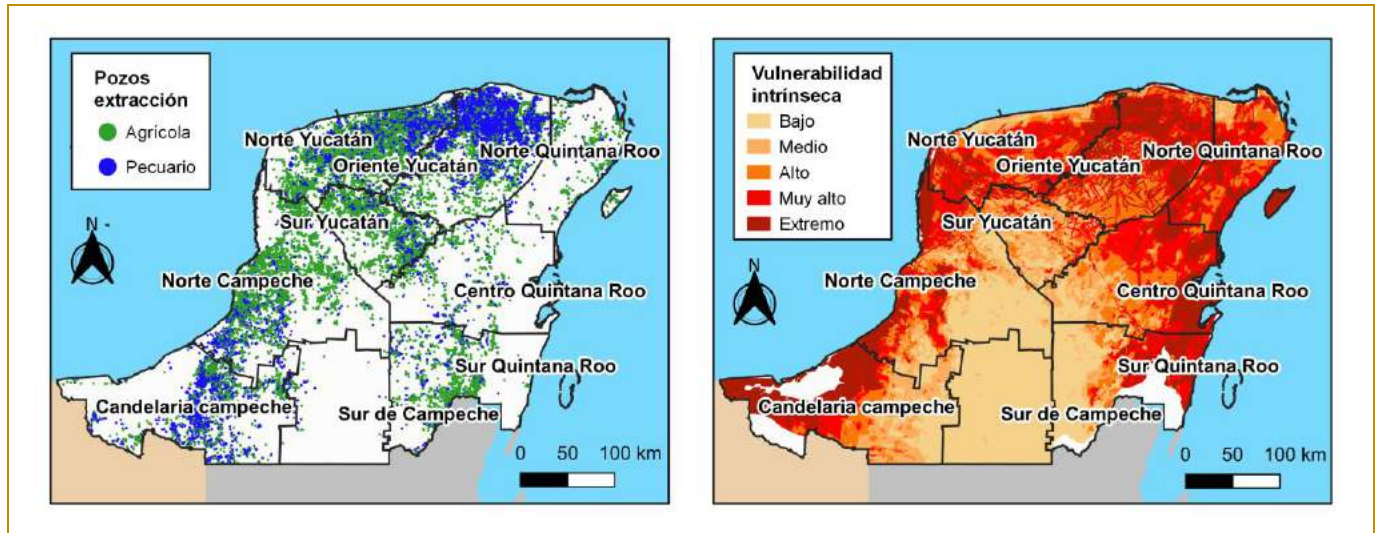 Pozos
extracción
Agrícola
Pecuario
Norte Yucatán
Oriente Yucatán
Norte Quintana Roo
Sur Yucatán
N
Norte Campeche
Centro Quintana Roo
Sur Quintana Roo
Candelaria campeche
Sur de Campeche
0 50 100 km
Vulnerabilidad
intrínseca
Bajo
Medio
Alto
Muy alto
Extremo
Norte Yucatán
Oriente Yucatán
Norte Quintana Roo
Sur Yucatán
N
Norte Campeche
Centro Quintana Roo
Sur Quintana Roo
Candelaria campeche
Sur de Campeche
0 50 100 km